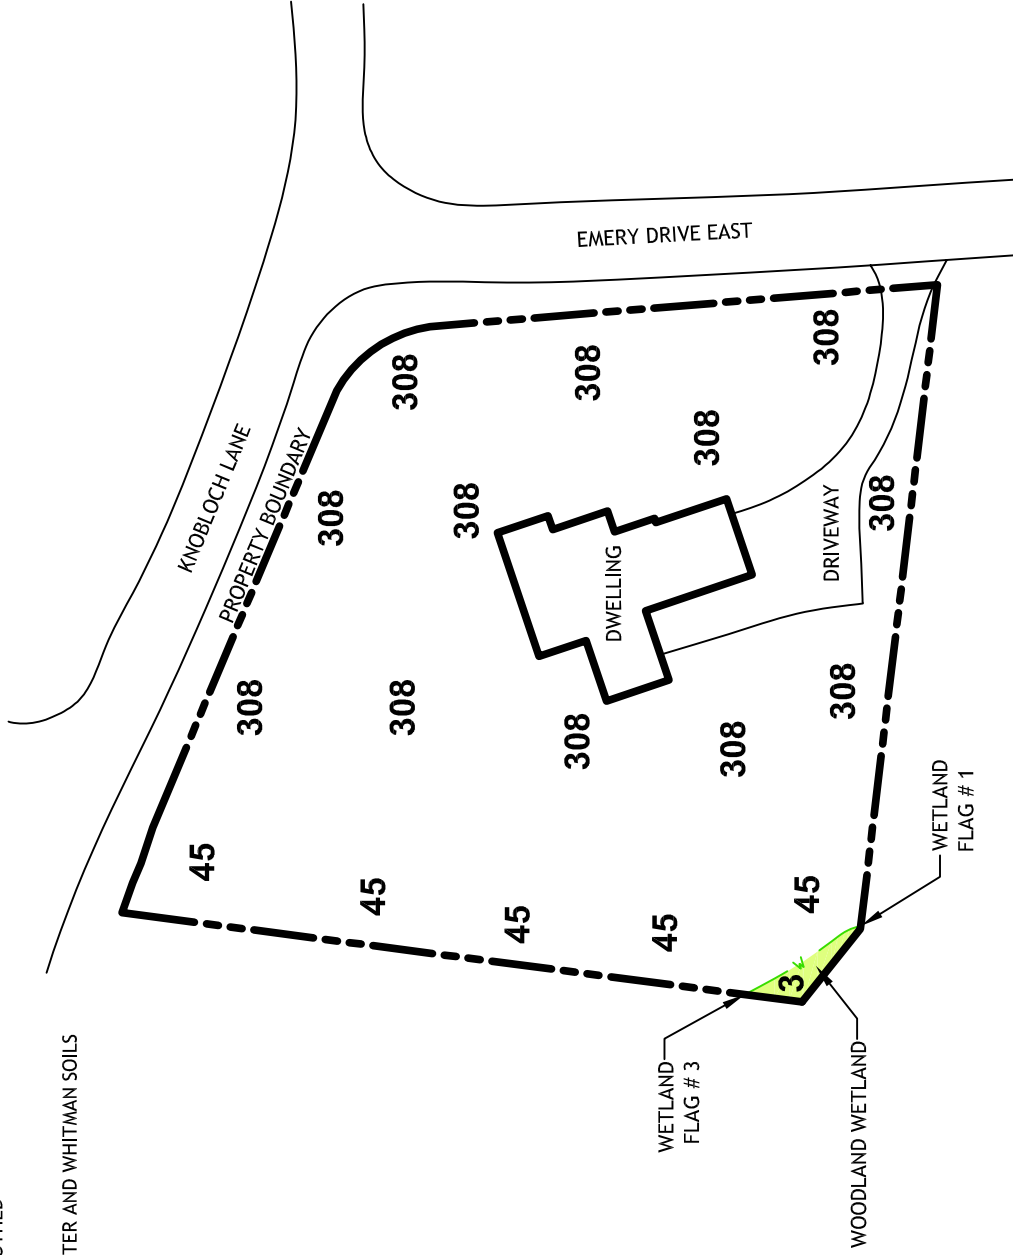 TER AND WHITMAN SOILS
KNOBLOCH LANE
45
PROPERTY BOUNDARY
308
308
45
308
308
308
45
308
308
DWELLING
EMERY DRIVE EAST
45
WETLAND
FLAG # 3
308
308
3
W
45
308
DRIVEWAY
308
WOODLAND WETLAND
308
WETLAND
FLAG # 1